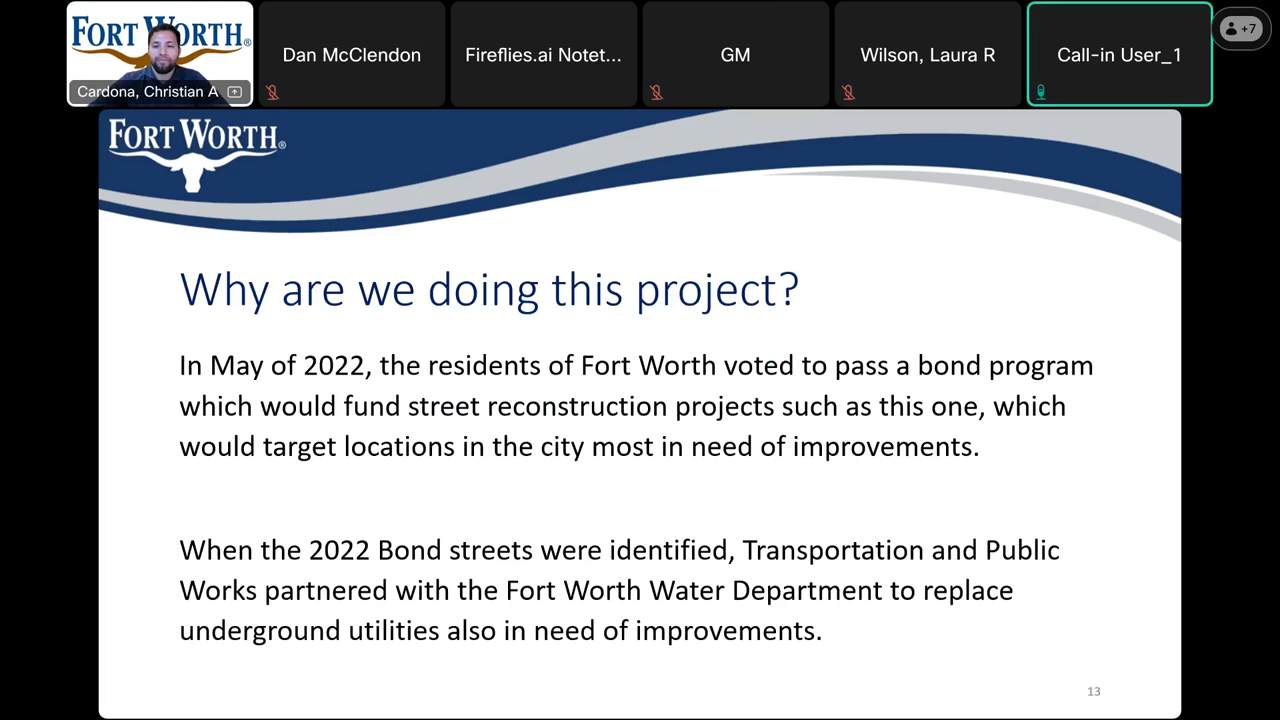 FORT WORTH®
Cardona, Christian A
Dan McClendon
Fireflies.ai Notet...
GM
Wilson, Laura R
Call-in User_1
+7
FORT WORTH®
Why are we doing this project?
In May of 2022, the residents of Fort Worth voted to pass a bond program
which would fund street reconstruction projects such as this one, which
would target locations in the city most in need of improvements.
When the 2022 Bond streets were identified, Transportation and Public
Works partnered with the Fort Worth Water Department to replace
underground utilities also in need of improvements.
13